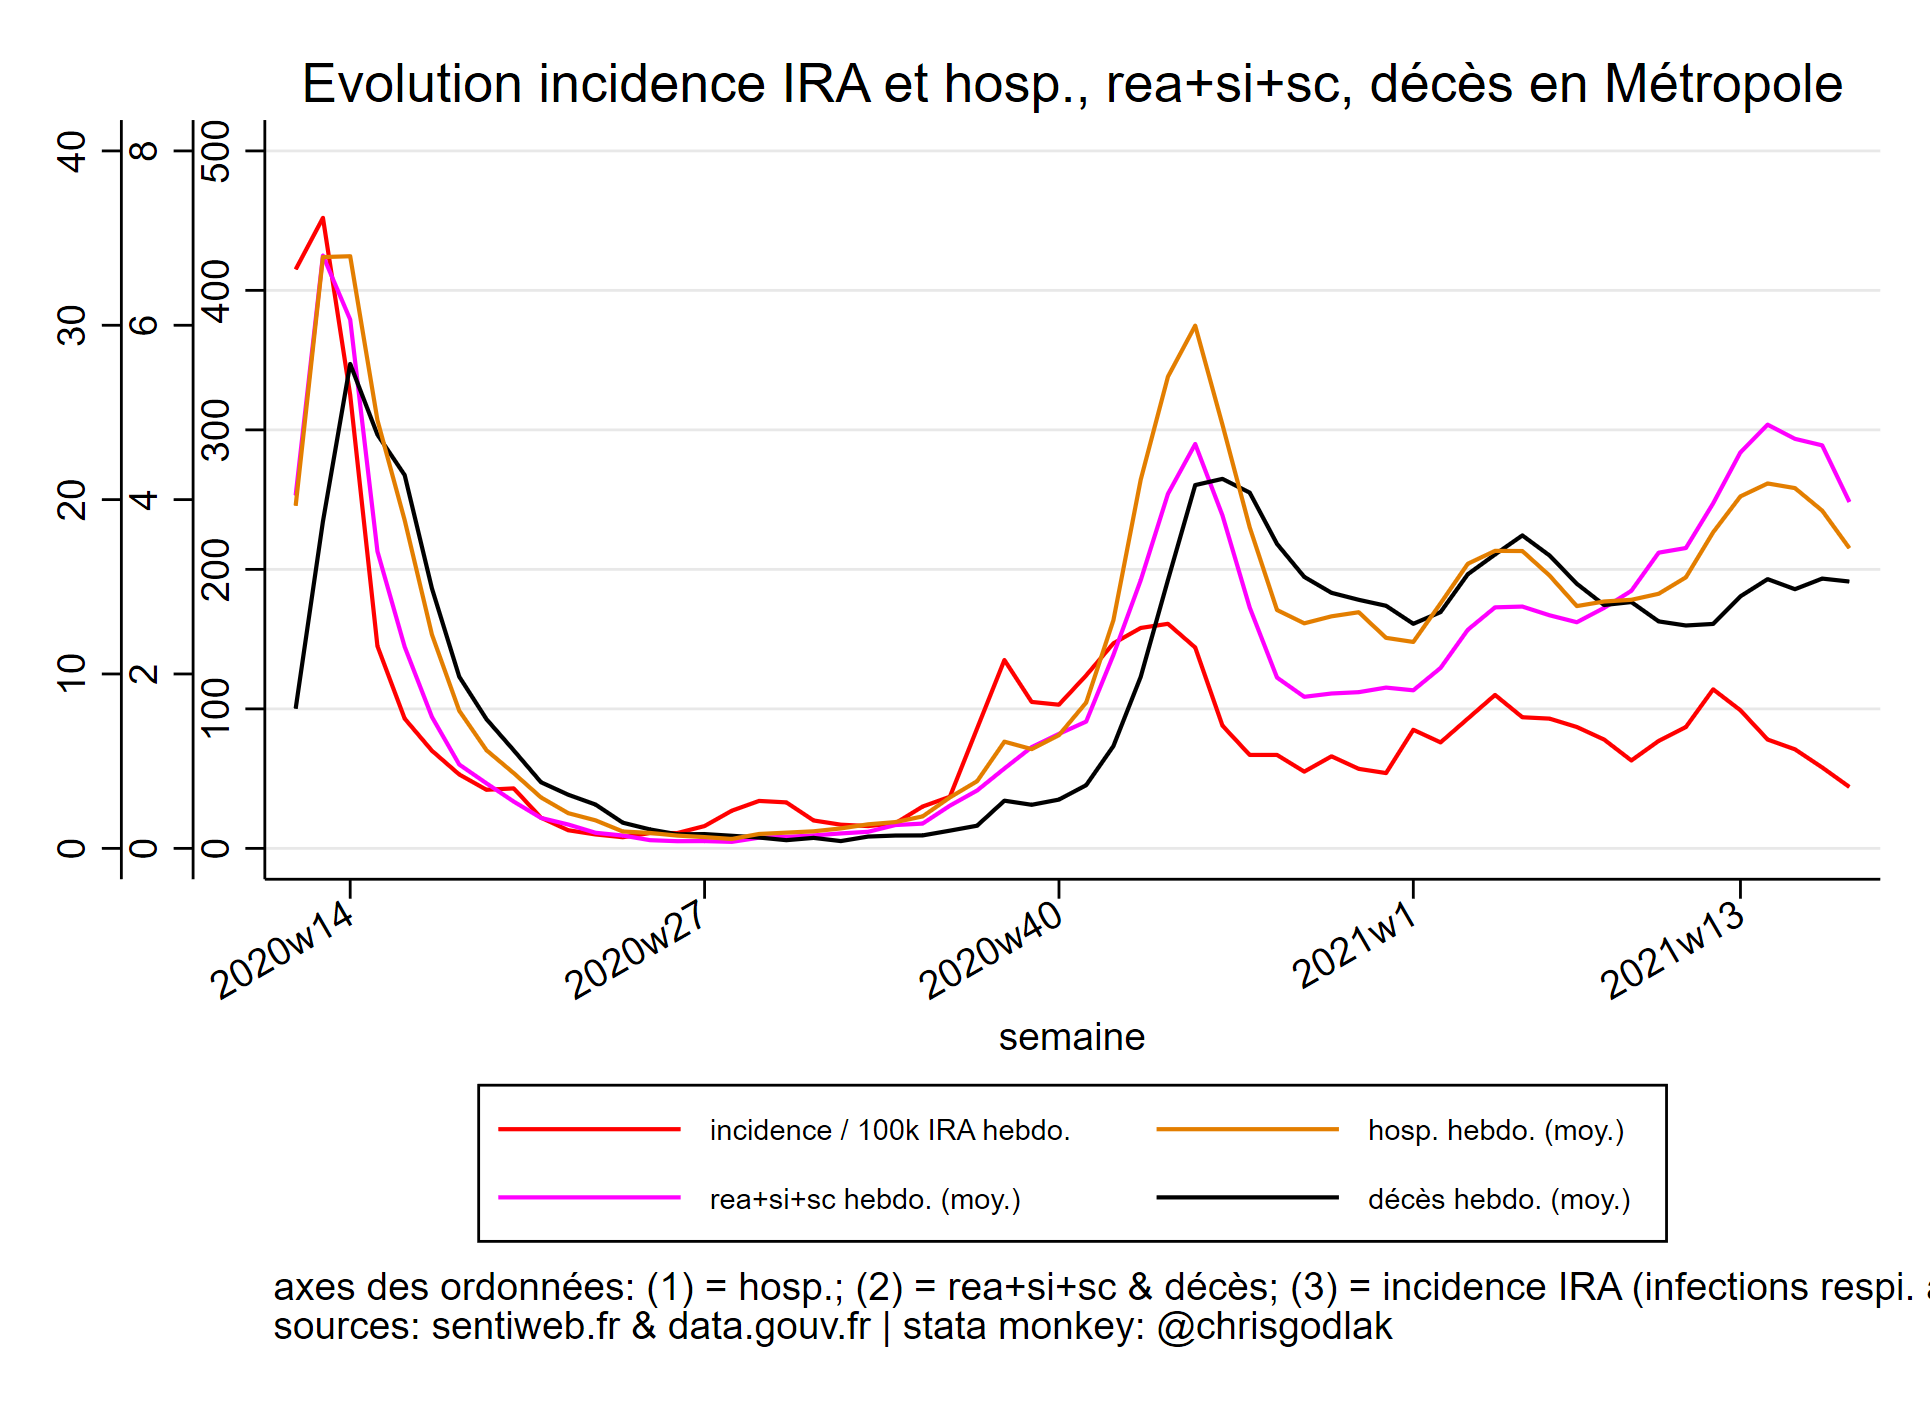 Evolution incidence IRA et hosp., rea+si+sc, décès en Métropole
40
30
20
10
0
8
6
4
2
0
500
400
300
200
100
0
2020w14
2020w27
2020w40
2021w1
2021w13
semaine
incidence / 100k IRA hebdo.
hosp. hebdo. (moy.)
rea+si+sc hebdo. (moy.)
décès hebdo. (moy.)
axes des ordonnées: (1) = hosp.; (2) = rea+si+sc & décès; (3) = incidence IRA (infections respi.
sources: sentiweb.fr & data.gouv.fr | stata monkey: @chrisgodlak